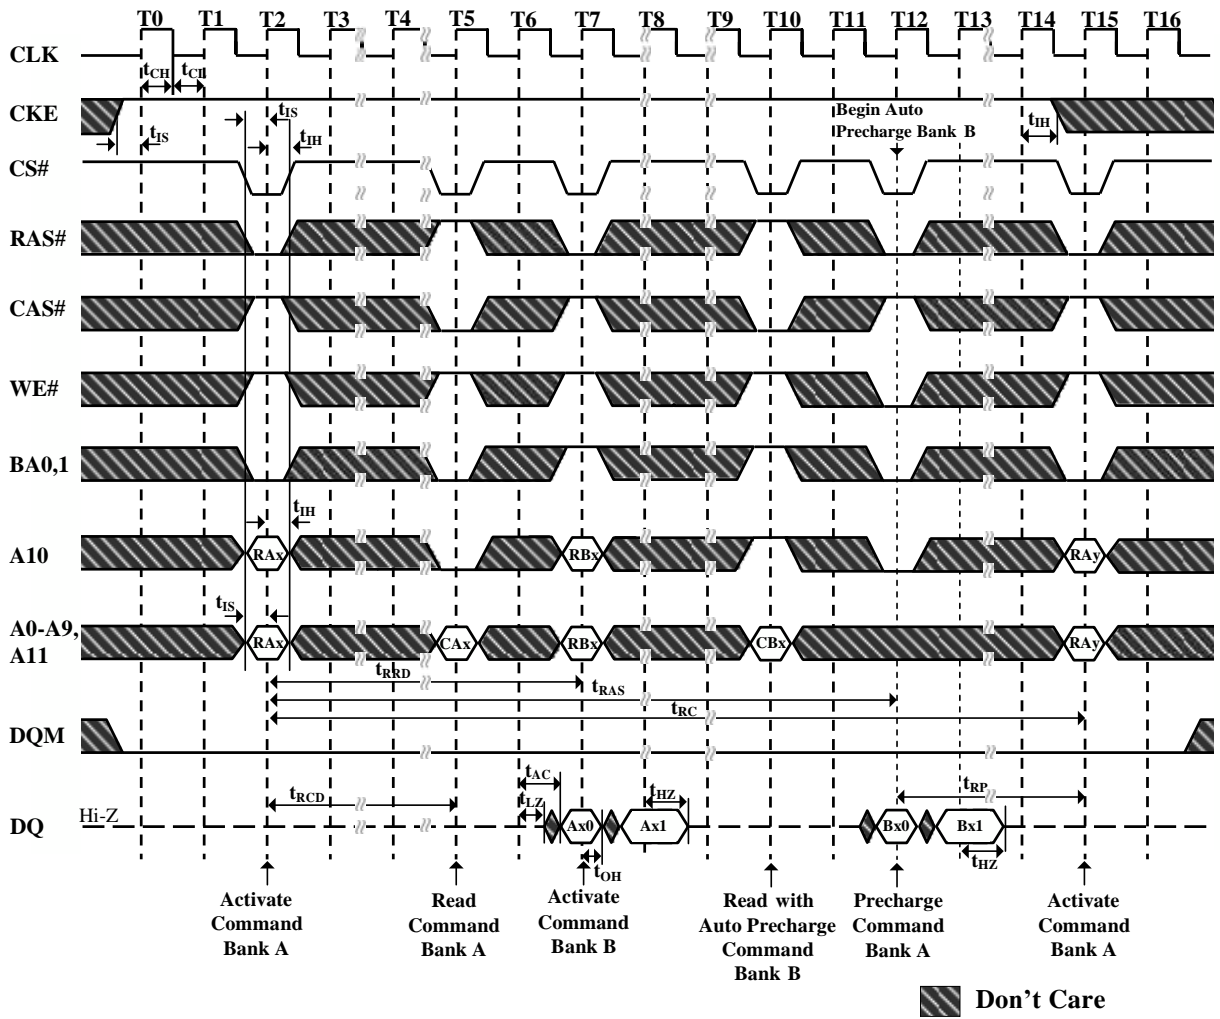 T0 T1 T2 T3 T4 T5 T6 T7 T8 T9 T10 T11 T12 T13 T14 T15 T16
CLK
tCH tCL
CKE
tIS
tIS
tIH
Begin Auto
Precharge Bank B
tIH
CS#
RAS#
CAS#
WE#
BA0,1
tIH
A10
RAx RBx RAy
tIS
A0-A9,
A11
RAx CAx RBx CBx RAy
tRRD
tRAS
tRC
DQM
tRCD
tAC
tLZ
tHZ
tRP
Hi-Z
DQ
Ax0 Ax1 Bx0 Bx1
tOH
tHZ
Activate
Command
Bank A
Read
Command
Bank A
Activate
Command
Bank B
Read with
Auto Precharge
Command
Bank B
Precharge
Command
Bank A
Activate
Command
Bank A
Don't Care